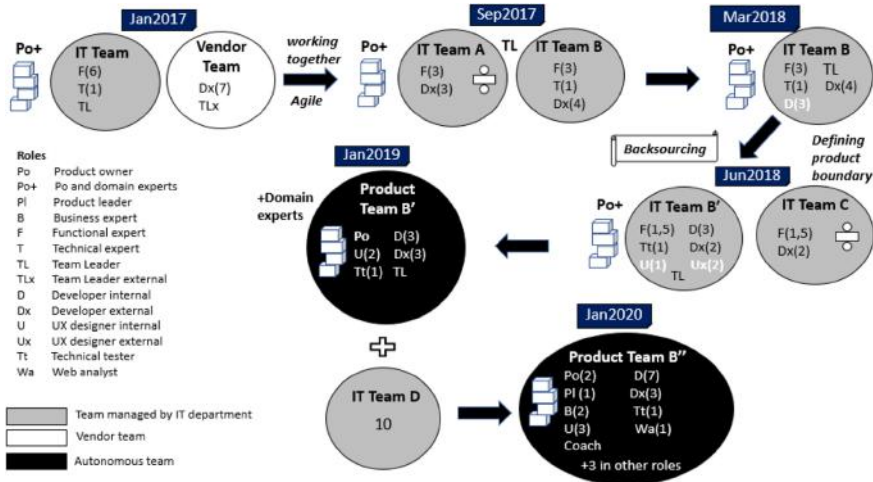 Jan2017
Sep2017
Mar2018
Po+
IT Team
F(6)
T(1)
TL
Vendor
Team
Dx(7)
TLx
working
together
Agile
Po+
IT Team A
F(3)
Dx(3)
TL
IT Team B
F(3)
T(1)
Dx(4)
Po+
IT Team B
F(3) TL
T(1) Dx(4)
D(3)
Backsourcing
Defining
product
boundary
Jun2018
Po+
IT Team B'
F(1,5) D(3)
Tt(1) Dx(2)
U(1) Ux(2)
TL
IT Team C
F(1,5)
Dx(2)
Jan2019
+Domain
experts
Product
Team B'
Po D(3)
U(2) Dx(3)
Tt(1) TL
IT Team D
10
Jan2020
Product Team B''
Po(2) D(7)
Pl (1) Dx(3)
B(2) Tt(1)
U(3) Wa(1)
Coach
+3 in other roles
Roles
Po Product owner
Po+ Po and domain experts
Pl Product leader
B Business expert
F Functional expert
T Technical expert
TL Team Leader
TLx Team Leader external
D Developer internal
Dx Developer external
U UX designer internal
Ux UX designer external
Tt Technical tester
Wa Web analyst
Team managed by IT department
Vendor team
Autonomous team